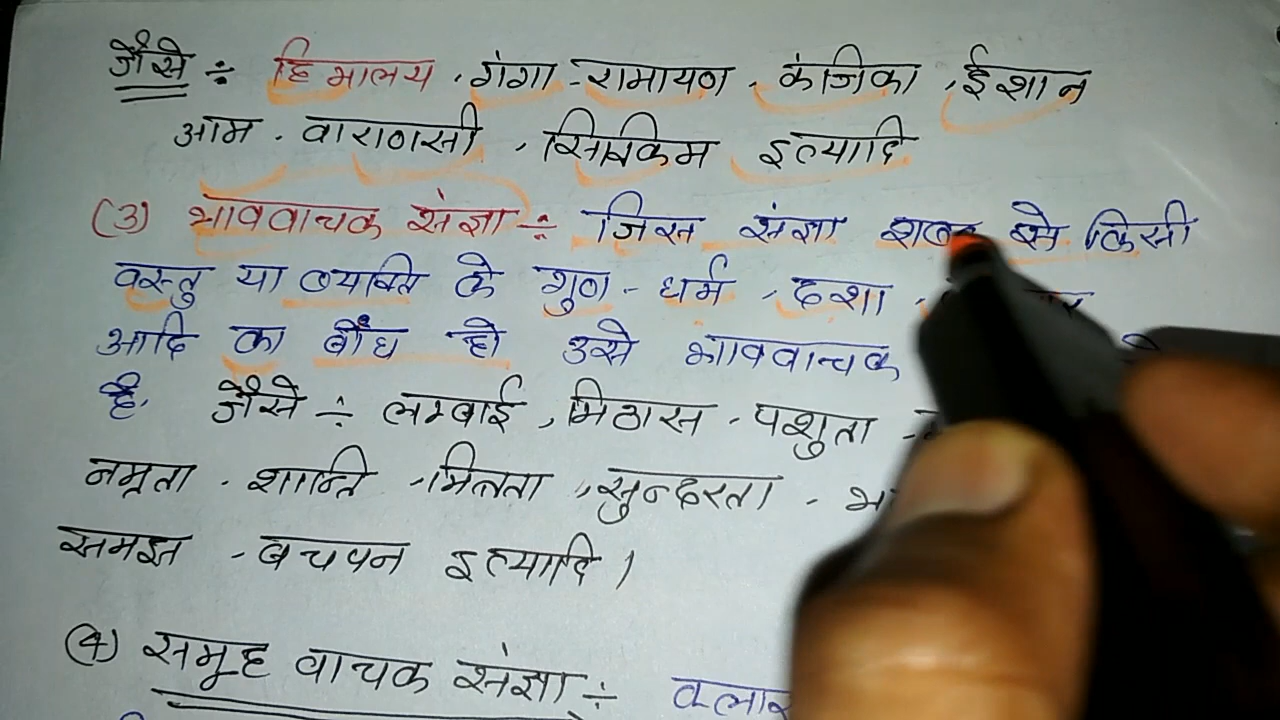 जैसे ÷ हिमालय, गंगा - रामायण, कंजिका, ईशान
आम, वाराणसी, सिक्किम इत्यादि
(3) भाववाचक संज्ञा ÷ जिस संज्ञा शब्द से किसी
वस्तु या व्यक्ति के गुण - धर्म, दशा,
आदि का बोध हो उसे भाववाचक
है, जैसे ÷ लम्बाई, मिठास - पशुता -
नम्रता - शान्ति - मित्रता, सुन्दरता -
समझ - बचपन इत्यादि।
(4) समूह वाचक संज्ञा ÷